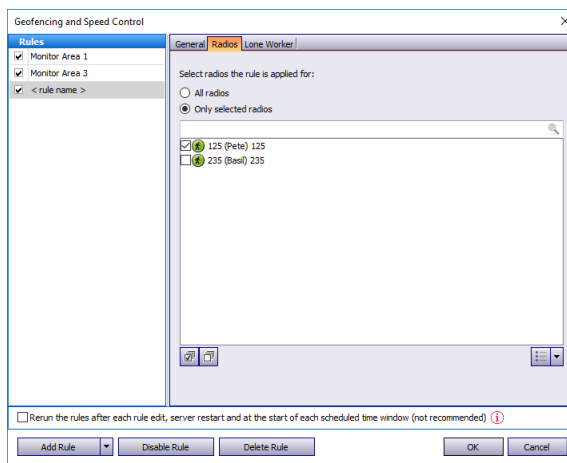 Geofencing and Speed Control
Rules
Monitor Area 1
Monitor Area 3
< rule name >
General Radios Lone Worker
Select radios the rule is applied for:
All radios
Only selected radios
125 (Pete) 125
235 (Basil) 235
Rerun the rules after each rule edit, server restart and at the start of each scheduled time window (not recommended)
Add Rule Disable Rule Delete Rule OK Cancel